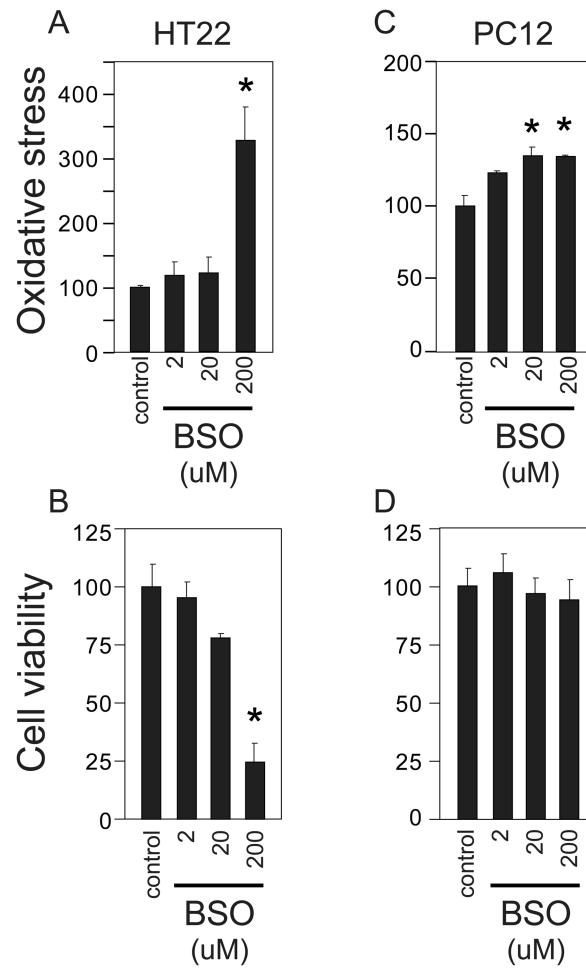 A
HT22
Oxidative stress
400
300
200
100
0
*
control
2
20
200
BSO
(uM)
C
PC12
200
150
100
50
0
*
*
control
2
20
200
BSO
(uM)
B
Cell viability
125
100
75
50
25
0
*
control
2
20
200
BSO
(uM)
D
125
100
75
50
25
0
control
2
20
200
BSO
(uM)